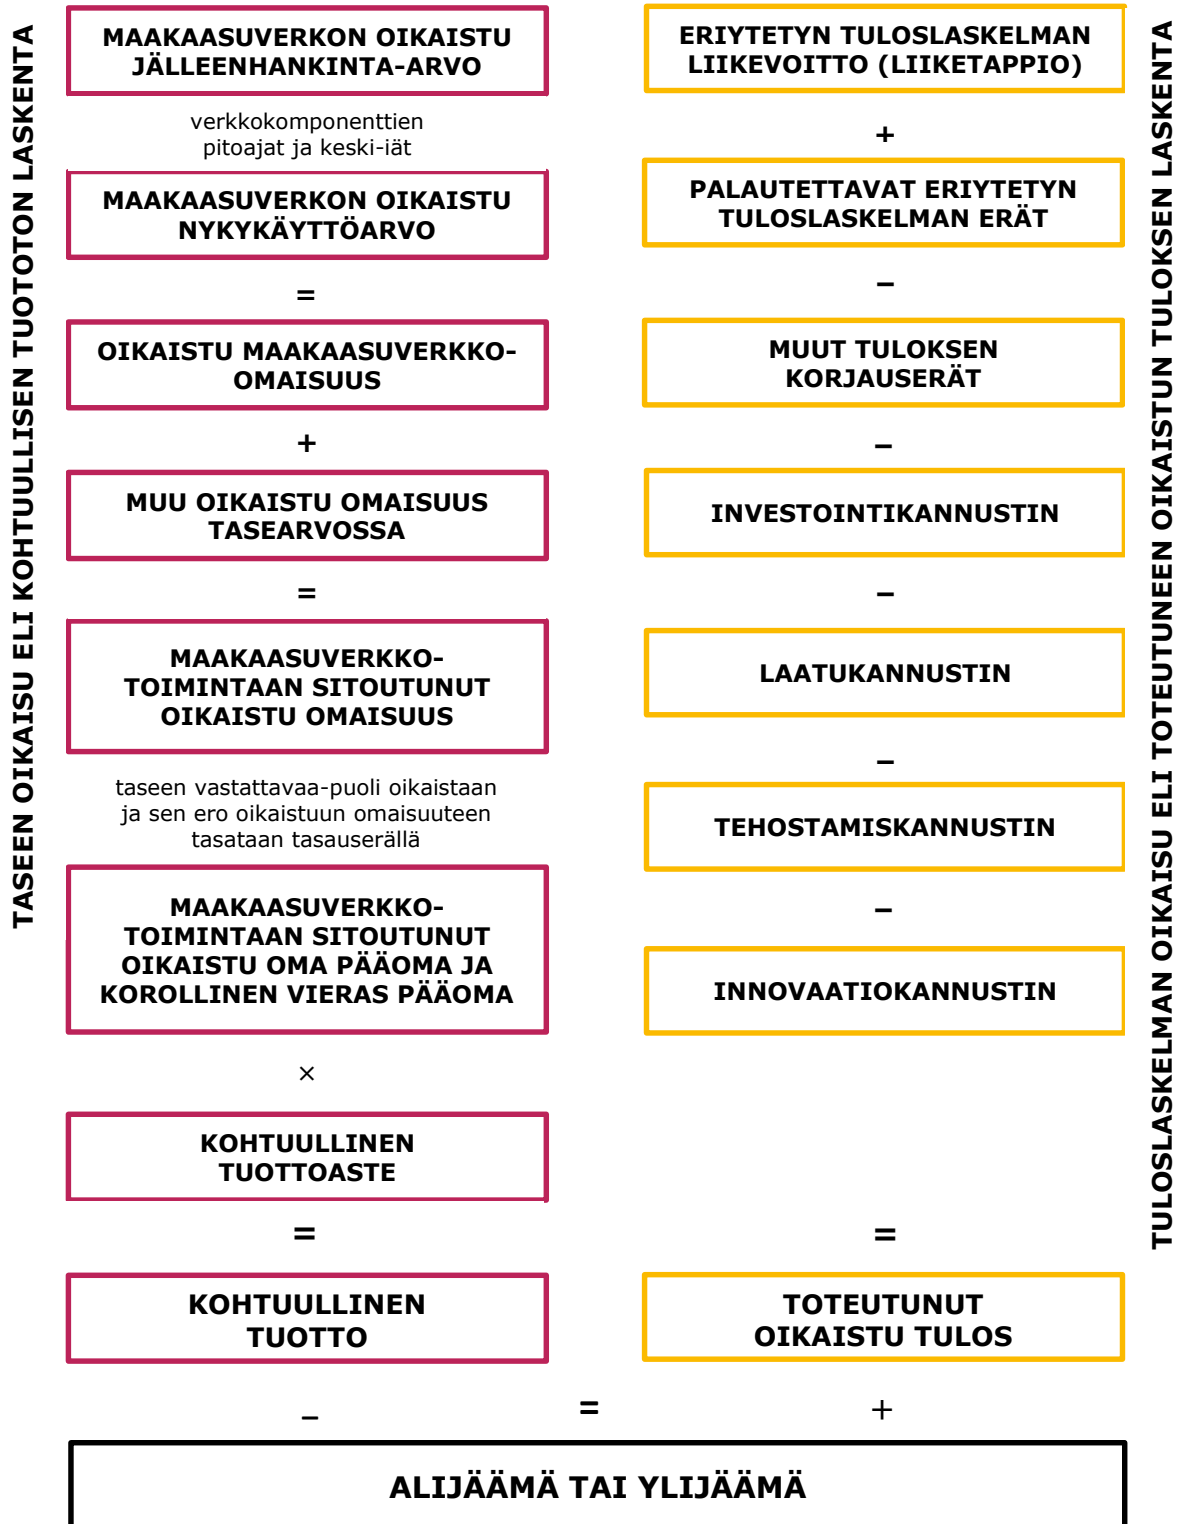 TASEEN OIKAISU ELI KOHTUULLISEN TUOTOTON LASKENTA
MAAKAASUVERKON OIKAISTU
JÄLLEENHANKINTA-ARVO
verkkokomponenttien
pitoajat ja keski-iät
MAAKAASUVERKON OIKAISTU
NYKYKÄYTTÖARVO
=
OIKAISTU MAAKAASUVERKKO-
OMAISUUS
+
MUU OIKAISTU OMAISUUS
TASEARVOSSA
=
MAAKAASUVERKKO-
TOIMINTAAN SITOUTUNUT
OIKAISTU OMAISUUS
taseen vastattavaa-puoli oikaistaan
ja sen ero oikaistuun omaisuuteen
tasataan tasauserällä
MAAKAASUVERKKO-
TOIMINTAAN SITOUTUNUT
OIKAISTU OMA PÄÄOMA JA
KOROLLINEN VIERAS PÄÄOMA
×
KOHTUULLINEN
TUOTTOASTE
=
KOHTUULLINEN
TUOTTO
ERIYTETYN TULOSLASKELMAN
LIIKEVOITTO (LIIKETAPPIO)
+
PALAUTETTAVAT ERIYTETYN
TULOSLASKELMAN ERÄT
–
MUUT TULOKSEN
KORJAUSERÄT
–
INVESTOINTIKANNUSTIN
–
LAATUKANNUSTIN
–
TEHOSTAMISKANNUSTIN
–
INNOVAATIOKANNUSTIN
=
TOTEUTUNUT
OIKAISTU TULOS
TULOSLASKELMAN OIKAISU ELI TOTEUTUNEEN OIKAISTUN TULOKSEN LASKENTA
– = +
ALIJÄÄMÄ TAI YLIJÄÄMÄ